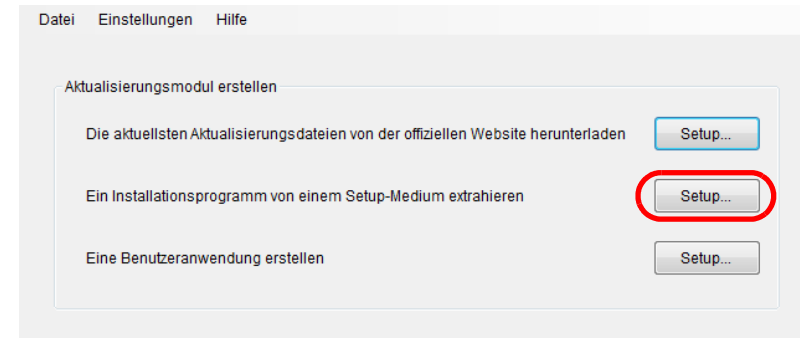 Datei Einstellungen Hilfe
Aktualisierungsmodul erstellen
Die aktuellsten Aktualisierungsdateien von der offiziellen Website herunterladen Setup...
Ein Installationsprogramm von einem Setup-Medium extrahieren Setup...
Eine Benutzeranwendung erstellen Setup...